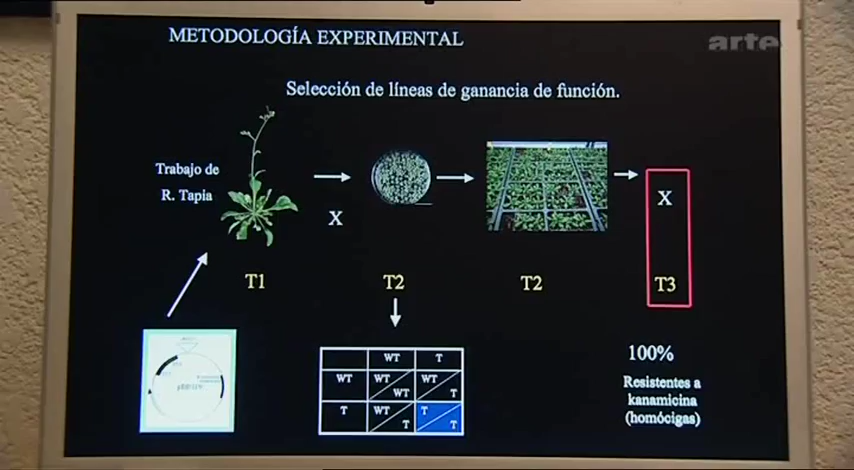 METODOLOGÍA EXPERIMENTAL
arte
Selección de líneas de ganancia de función.
Trabajo de
R. Tapia
X
X
T1
T2
T2
T3
WT
T
WT
WT
WT
WT
T
T
WT
T
T
T
100%
Resistentes a
kanamicina
(homócigas)